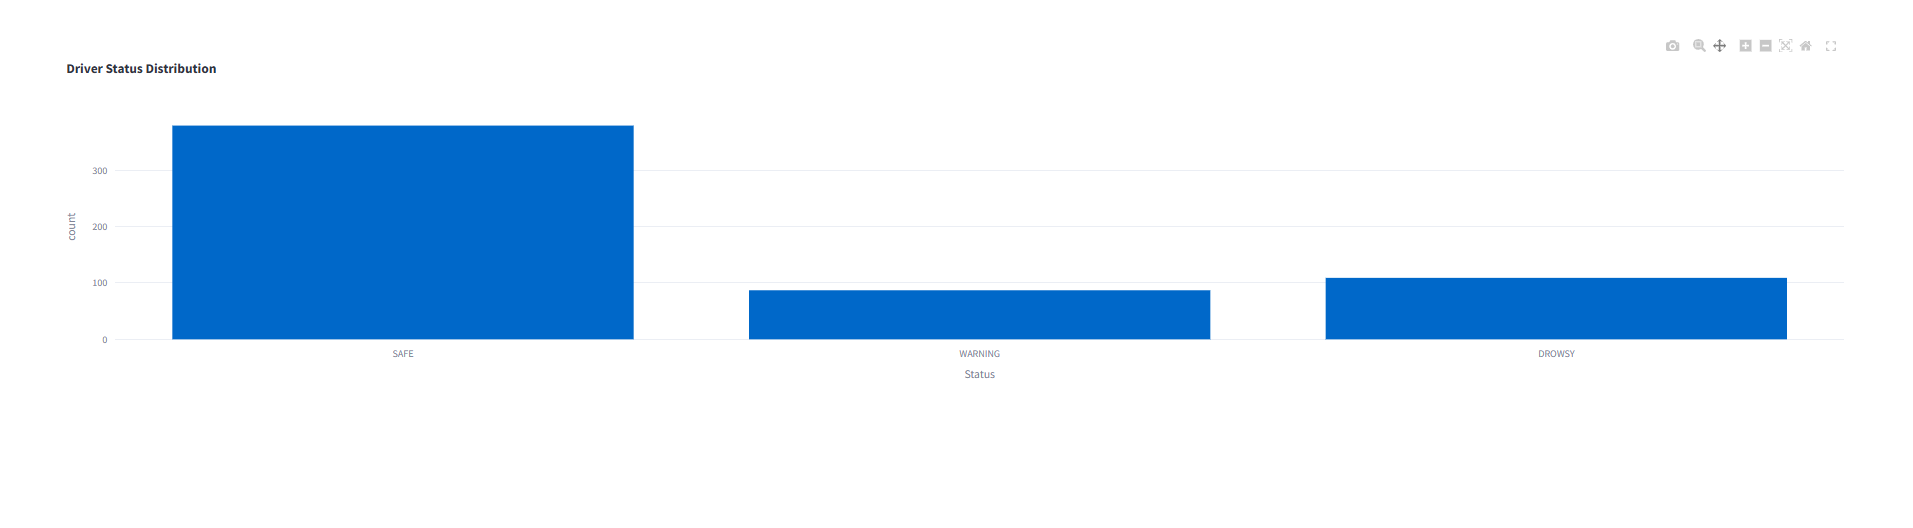 Driver Status Distribution
300
200
100
0
count
SAFE
WARNING
DROWSY
Status